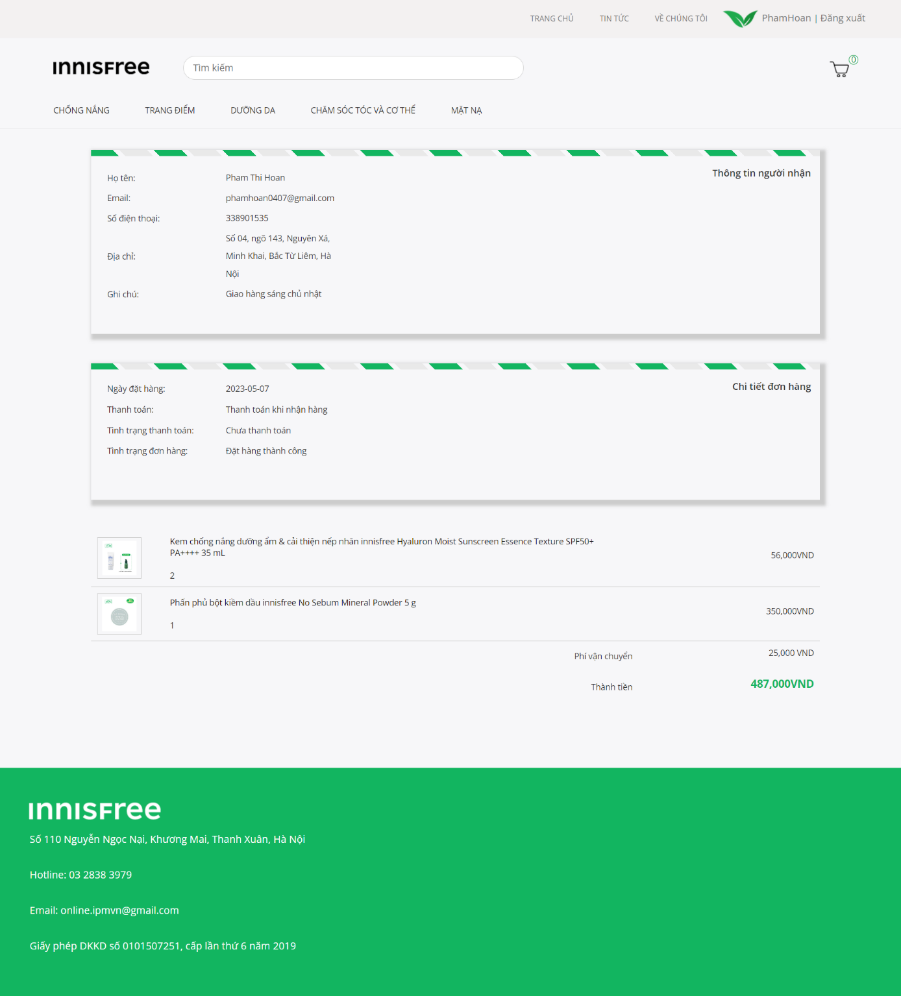 TRANG CHỦ TIN TỨC VỀ CHÚNG TÔI PhamHoan | Đăng xuất
innisfree Tìm kiếm 0
CHỐNG NẮNG TRANG ĐIỂM DƯỠNG DA CHĂM SÓC TÓC VÀ CƠ THỂ MẶT NẠ
Thông tin người nhận
Họ tên: Pham Thi Hoan
Email: phamhoan0407@gmail.com
Số điện thoại: 338901535
Địa chỉ: Số 04, ngõ 143, Nguyên Xá,
Minh Khai, Bắc Từ Liêm, Hà
Nội
Ghi chú: Giao hàng sáng chủ nhật
Chi tiết đơn hàng
Ngày đặt hàng: 2023-05-07
Thanh toán: Thanh toán khi nhận hàng
Tình trạng thanh toán: Chưa thanh toán
Tình trạng đơn hàng: Đặt hàng thành công
Kem chống nắng dưỡng ẩm & cải thiện nếp nhăn innisfree Hyaluron Moist Sunscreen Essence Texture SPF50+
PA++++ 35 mL
56,000VND
2
Phấn phủ bột kiềm dầu innisfree No Sebum Mineral Powder 5 g
350,000VND
1
Phí vận chuyển 25,000 VND
Thành tiền 487,000VND
innisfree
Số 110 Nguyễn Ngọc Nại, Khương Mai, Thanh Xuân, Hà Nội
Hotline: 03 2838 3979
Email: online.ipmvn@gmail.com
Giấy phép DKKD số 0101507251, cấp lần thứ 6 năm 2019